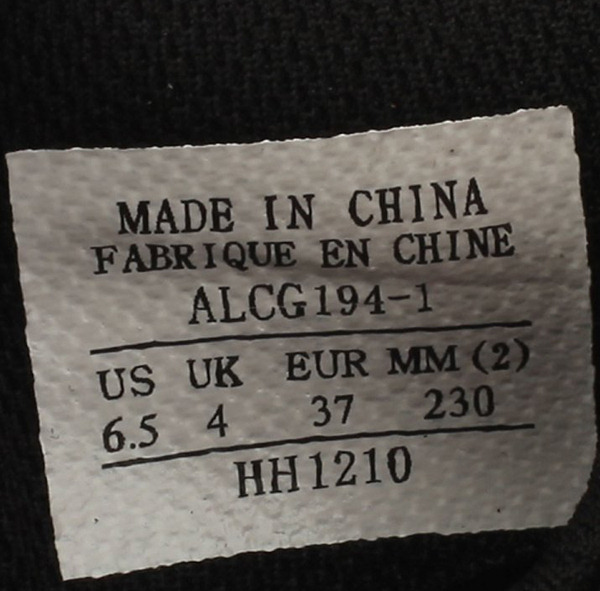 MADE IN CHINA
FABRIQUE EN CHINE
ALCG194-1
US UK EUR MM (2)
6.5 4 37 230
HH1210